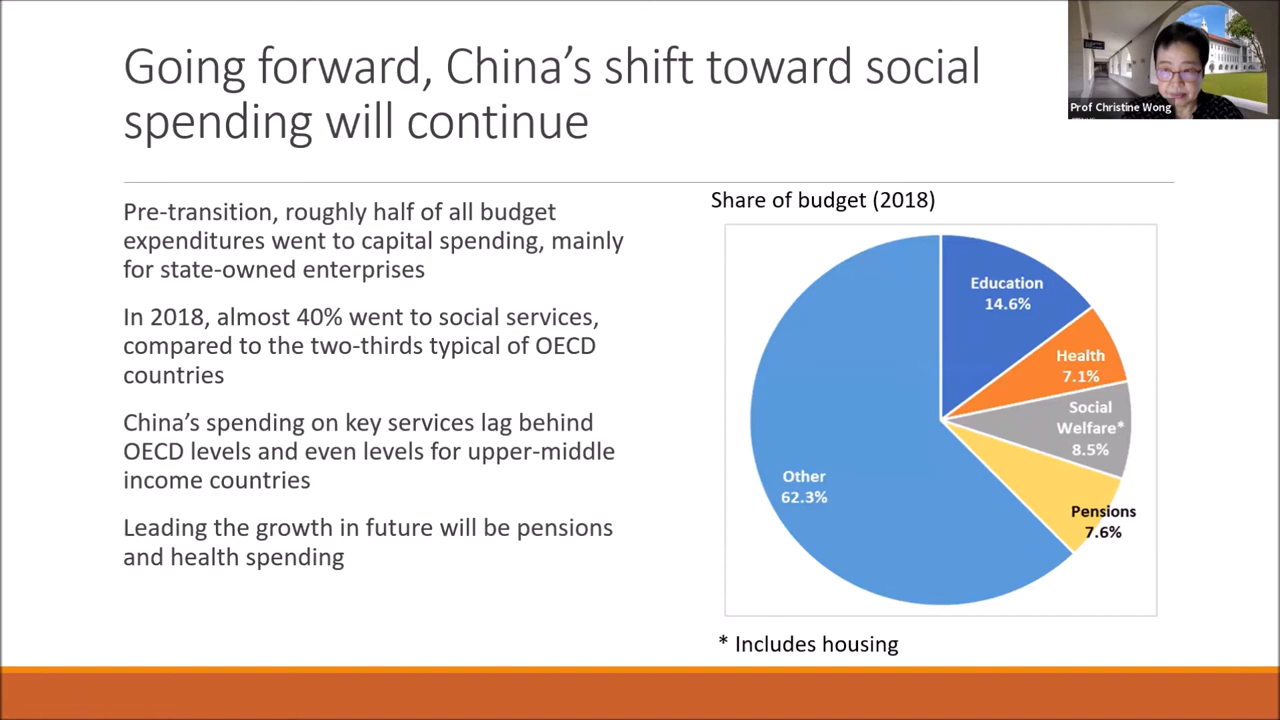 Going forward, China’s shift toward social
spending will continue
Prof Christine Wong
Pre-transition, roughly half of all budget
expenditures went to capital spending, mainly
for state-owned enterprises
In 2018, almost 40% went to social services,
compared to the two-thirds typical of OECD
countries
China’s spending on key services lag behind
OECD levels and even levels for upper-middle
income countries
Leading the growth in future will be pensions
and health spending
Share of budget (2018)
Education
14.6%
Health
7.1%
Social
Welfare*
8.5%
Pensions
7.6%
Other
62.3%
* Includes housing